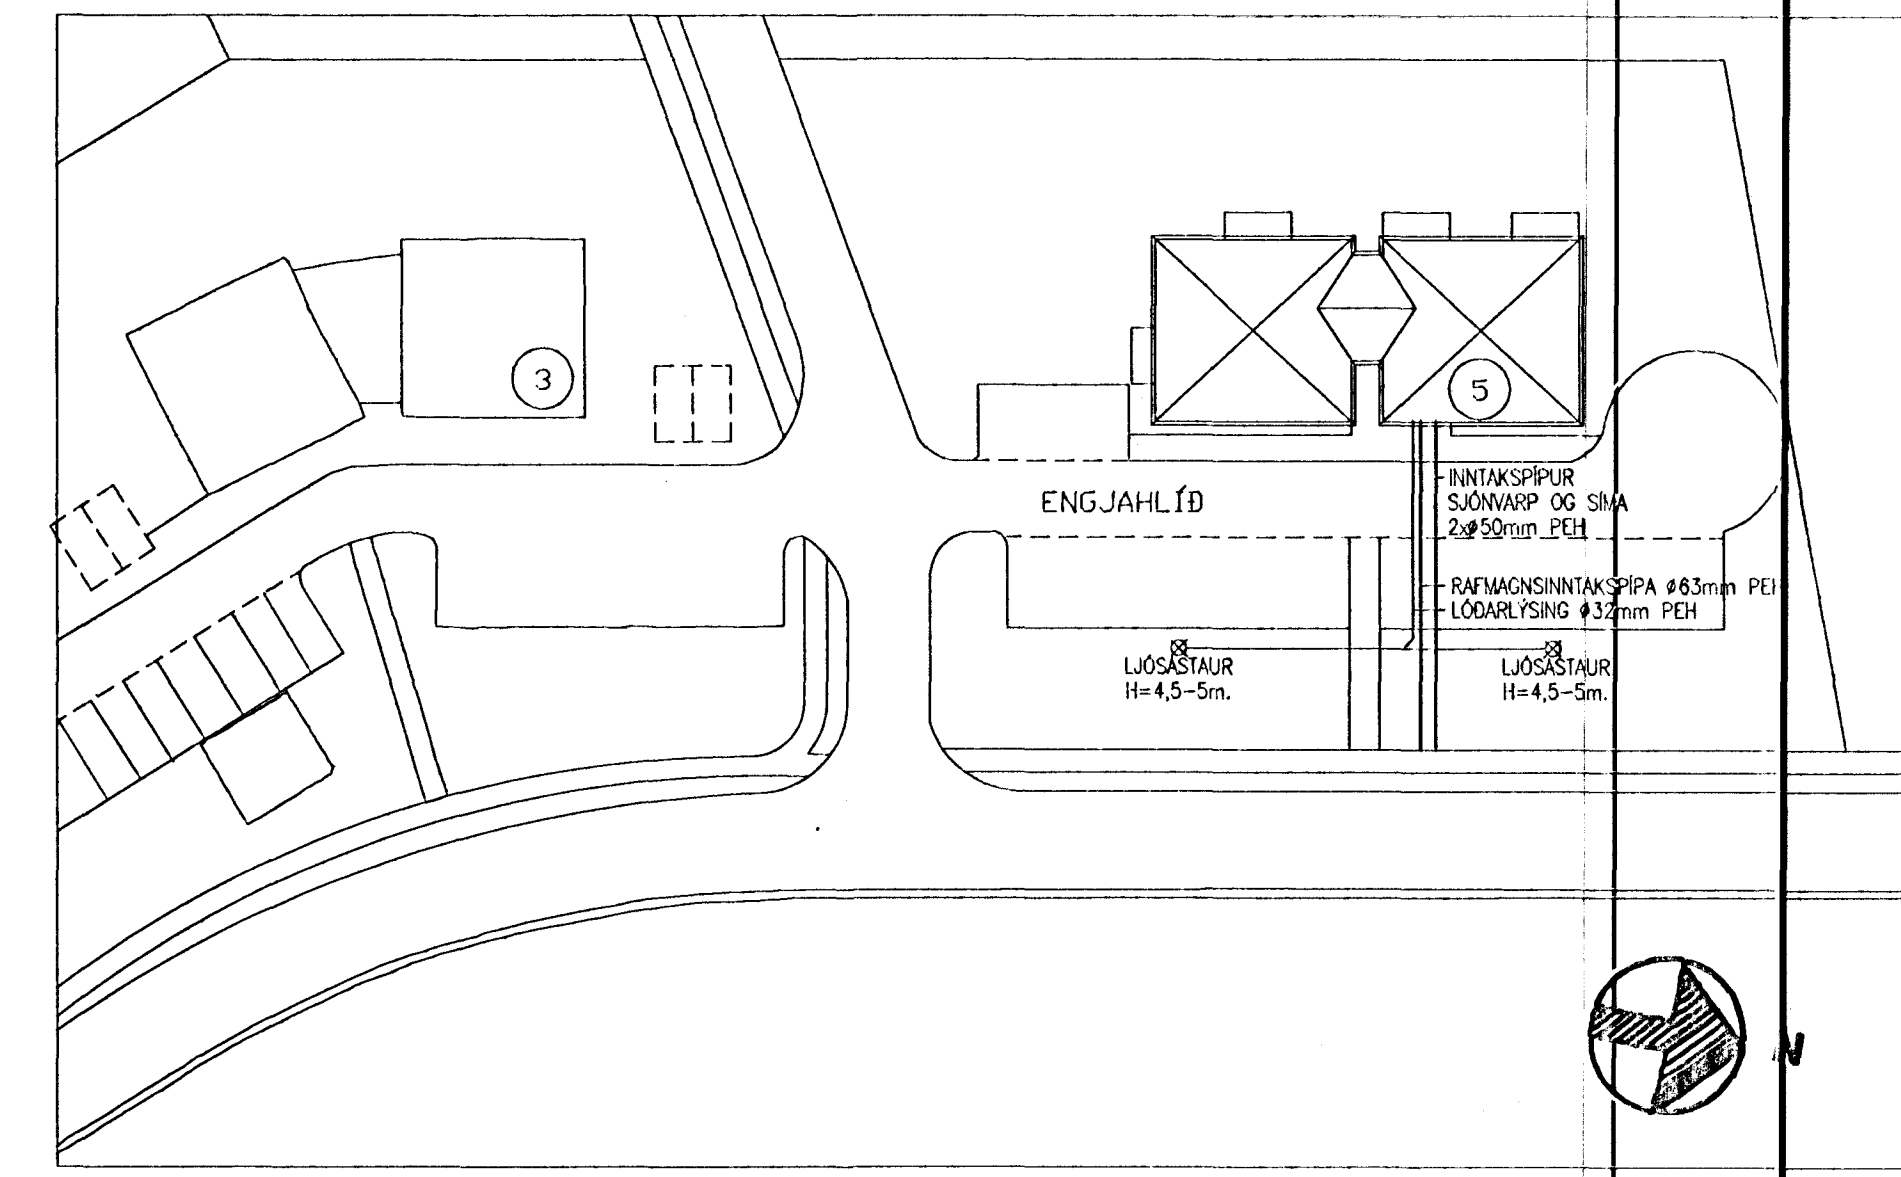 3
5
ENGJAHLÍÐ
INNTAKSPÍPUR
SJÓNVARP OG SÍMA
2xø50mm PEH
RAFMAGNSINNTAKSPÍPA ø63mm PEH
LÓÐARLÝSING ø32mm PEH
LJÓSASTAUR
H=4,5-5m.
LJÓSASTAUR
H=4,5-5m.
N